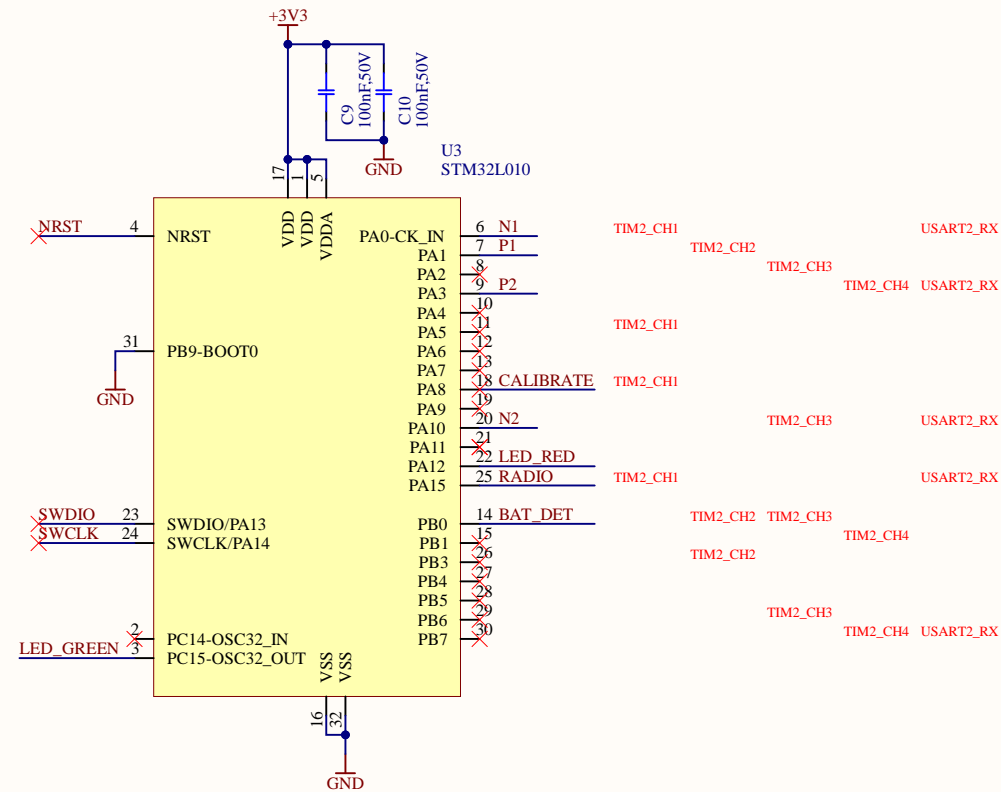 +3V3
C9
100nF,50V
C10
100nF,50V
GND
U3
STM32L010
17
1
5
VDD
VDD
VDDA
NRST 4 NRST
PA0-CK_IN 6 N1 TIM2_CH1 USART2_RX
PA1 7 P1 TIM2_CH2
PA2 8 TIM2_CH3
PA3 9 P2 TIM2_CH4 USART2_RX
PA4 10
PA5 11 TIM2_CH1
31 PB9-BOOT0
GND
PA6 12
PA7 13
PA8 18 CALIBRATE TIM2_CH1
PA9 19
PA10 20 N2 TIM2_CH3 USART2_RX
PA11 21
PA12 22 LED_RED
PA15 25 RADIO TIM2_CH1 USART2_RX
SWDIO 23 SWDIO/PA13
PB0 14 BAT_DET TIM2_CH2 TIM2_CH3
SWCLK 24 SWCLK/PA14
PB1 15 TIM2_CH4
PB3 26 TIM2_CH2
PB4 27
PB5 28
PB6 29 TIM2_CH3
2 PC14-OSC32_IN
PB7 30 TIM2_CH4 USART2_RX
LED_GREEN 3 PC15-OSC32_OUT
VSS
VSS
16
32
GND